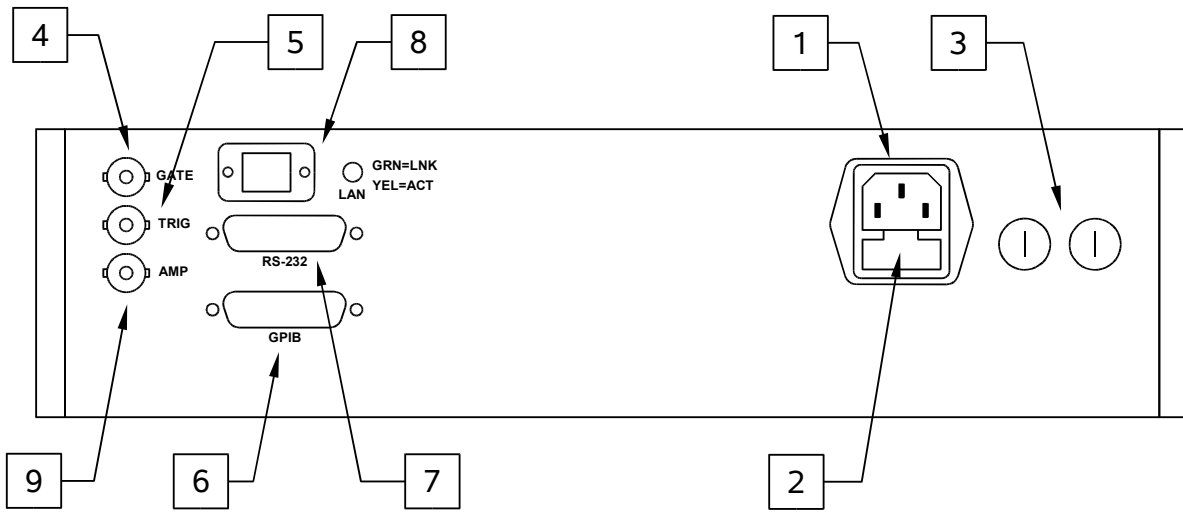 4
5
8
1
3
GATE
TRIG
AMP
GRN=LNK
LAN YEL=ACT
RS-232
GPIB
9
6
7
2